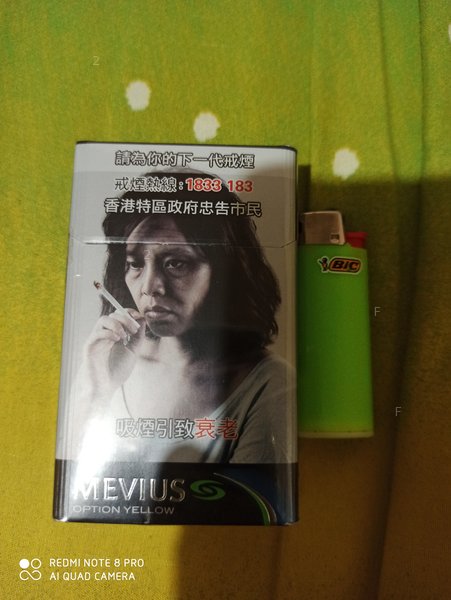 2
請為你的下一代戒煙
戒煙熱線:1833 183
香港特區政府忠告市民
BIC
F
F
吸煙引致衰老
MEVIUS
OPTION YELLOW
REDMI NOTE 8 PRO
AI QUAD CAMERA